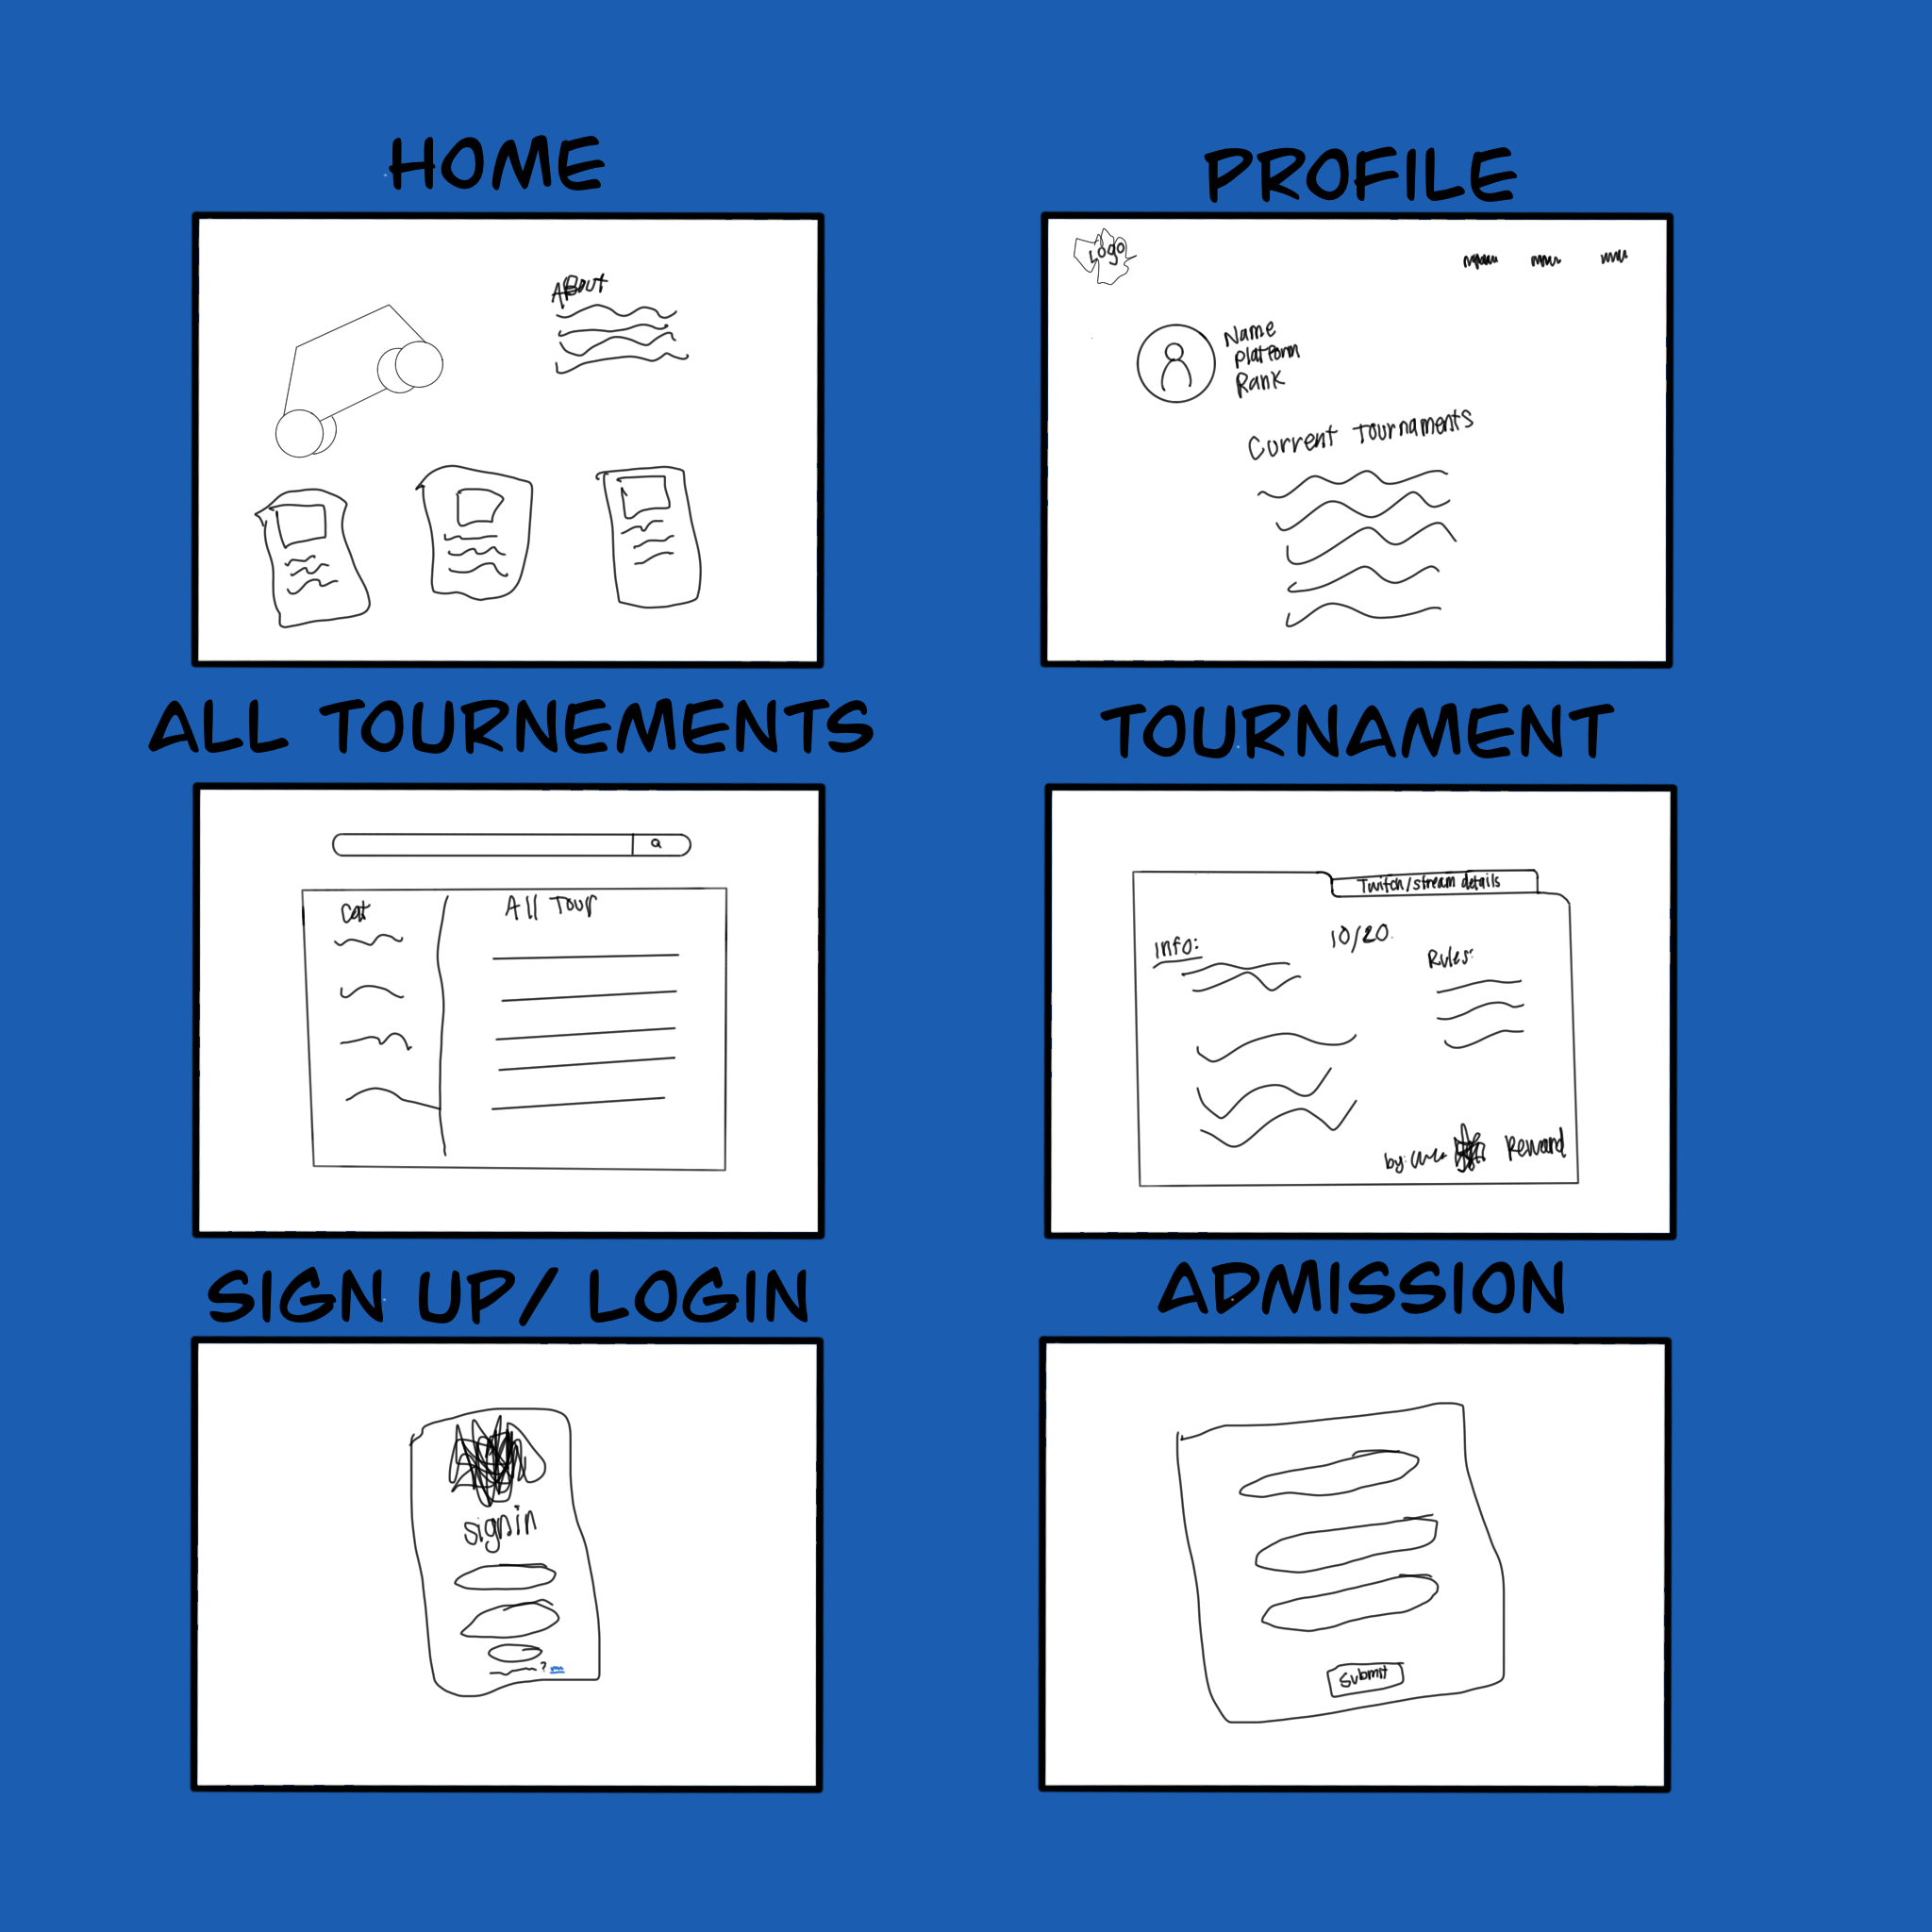 HOME
ABout
PROFILE
Logo
Name
Platform
Rank
Current Tournaments
ALL TOURNEMENTS
Cat
All Tour
TOURNAMENT
Twitch/stream details
Info:
10/20
Rules:
by:
Reward
SIGN UP/ LOGIN
signin
?
ADMISSION
Submit